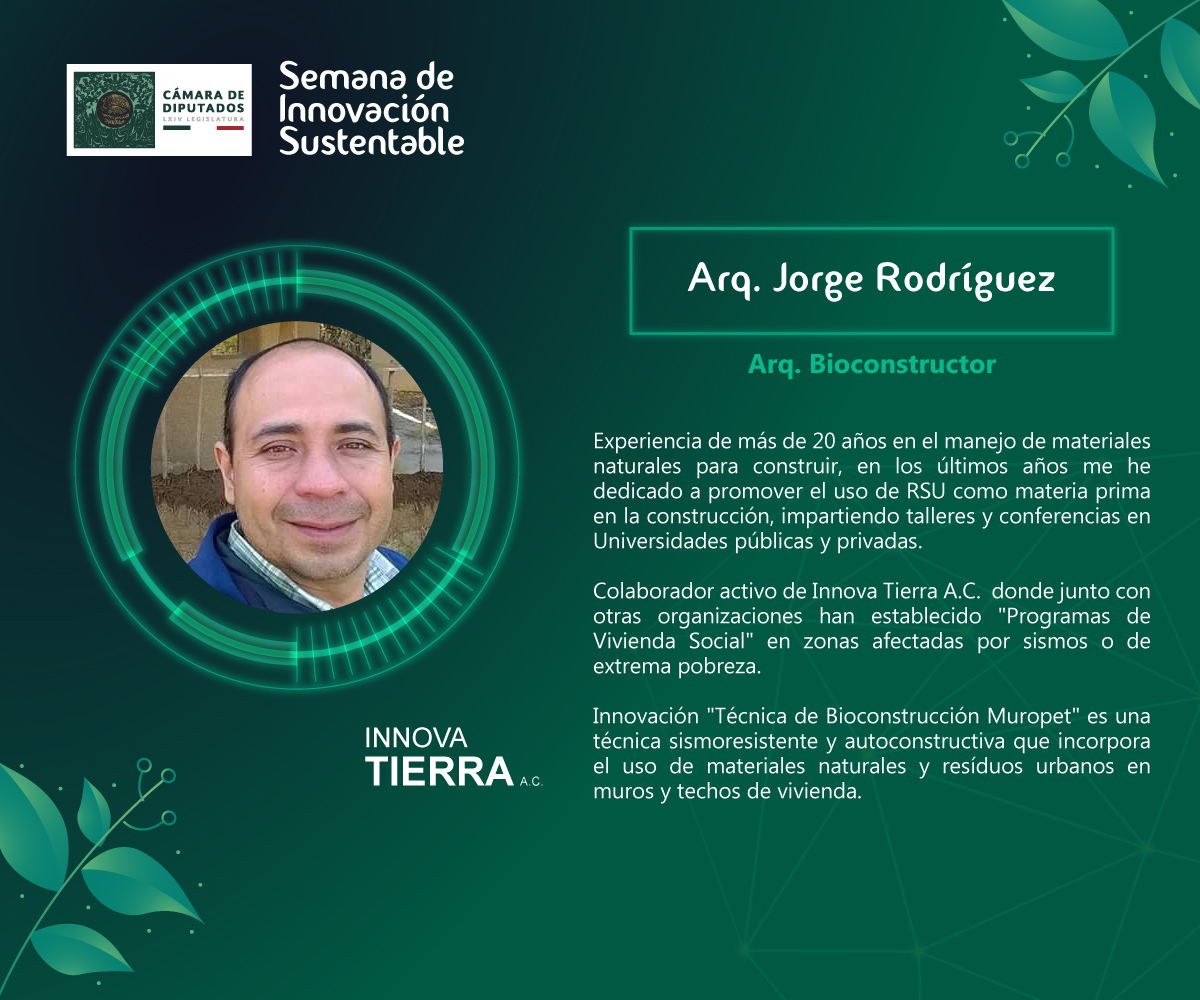 CÁMARA DE
DIPUTADOS
LXIV LEGISLATURA
Semana de
Innovación
Sustentable
Arq. Jorge Rodríguez
Arq. Bioconstructor
Experiencia de más de 20 años en el manejo de materiales
naturales para construir, en los últimos años me he
dedicado a promover el uso de RSU como materia prima
en la construcción, impartiendo talleres y conferencias en
Universidades públicas y privadas.
Colaborador activo de Innova Tierra A.C.  donde junto con
otras organizaciones han establecido "Programas de
Vivienda Social" en zonas afectadas por sismos o de
extrema pobreza.
Innovación "Técnica de Bioconstrucción Muropet" es una
técnica sismoresistente y autoconstructiva que incorpora
el uso de materiales naturales y resíduos urbanos en
muros y techos de vivienda.
INNOVA
TIERRA A.C.